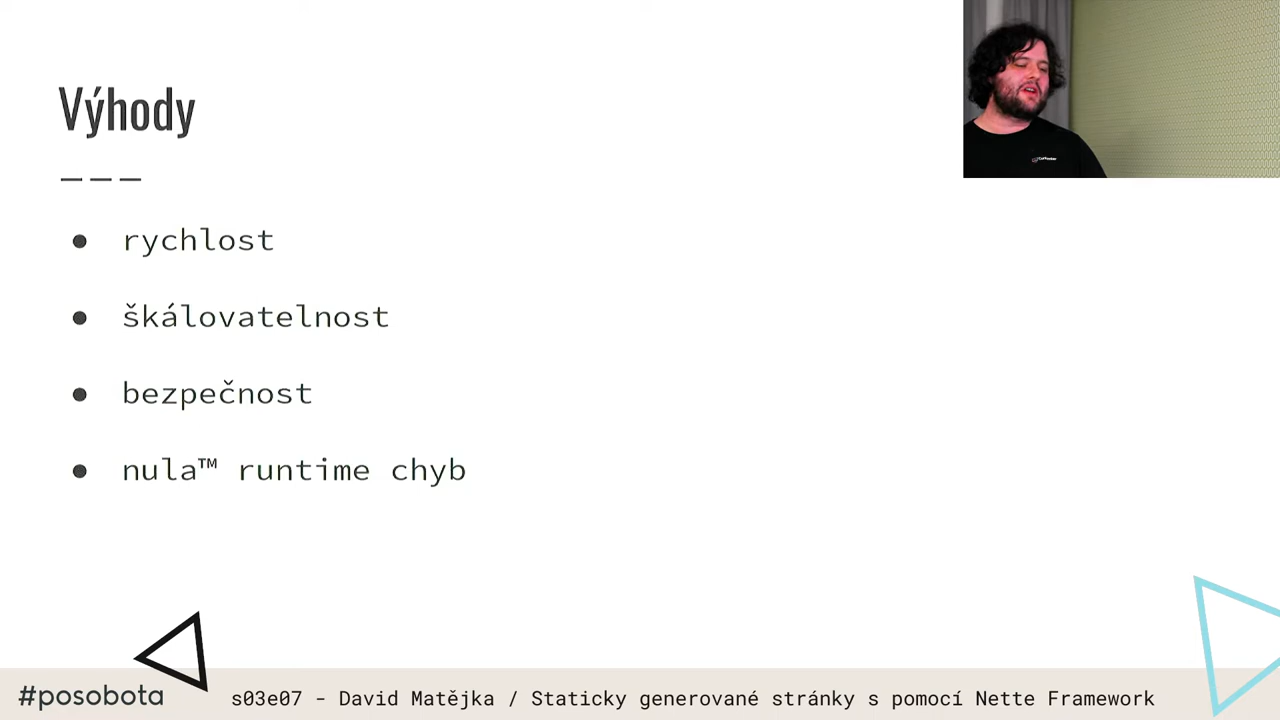 Výhody
rychlost
škálovatelnost
bezpečnost
nula™ runtime chyb
#posobota
s03e07 - David Matějka / Staticky generované stránky s pomocí Nette Framework